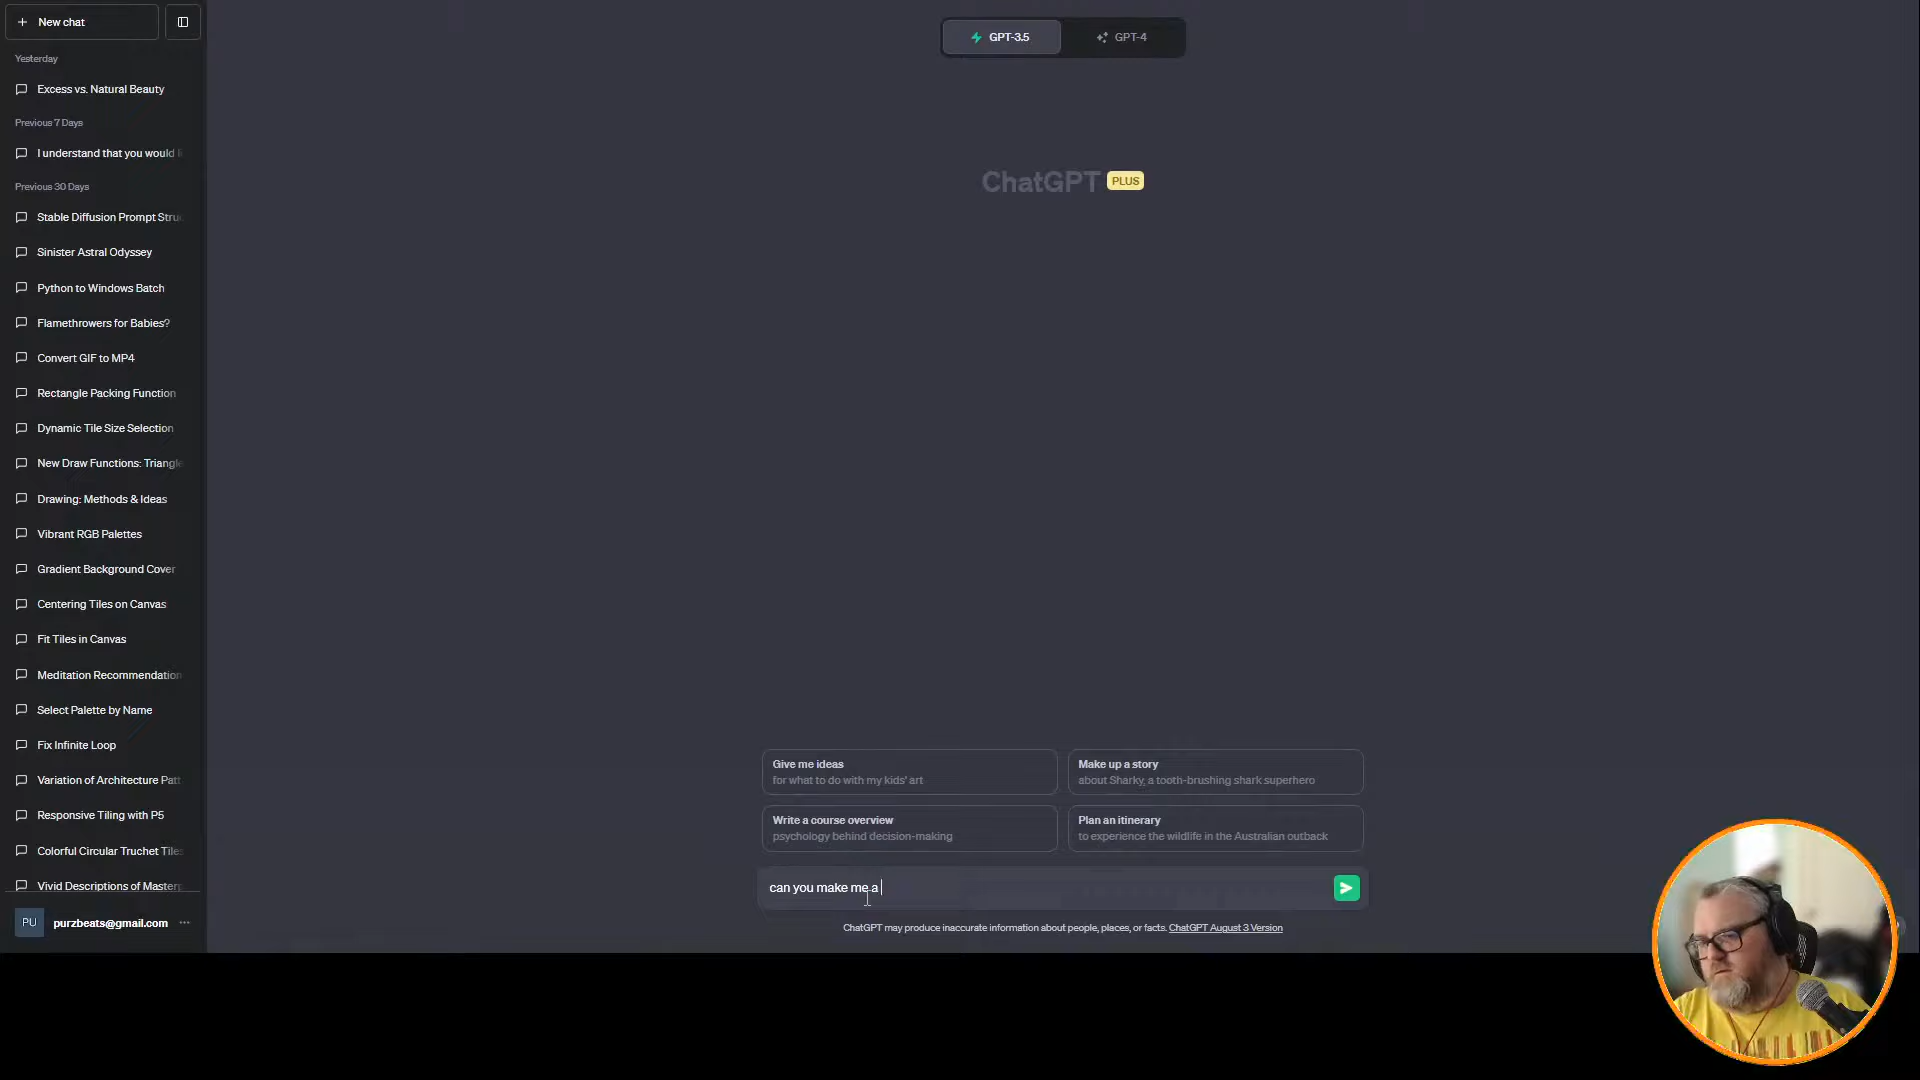 New chat
Yesterday
Excess vs. Natural Beauty
Previous 7 Days
I understand that you would l
Previous 30 Days
Stable Diffusion Prompt Stru
Sinister Astral Odyssey
Python to Windows Batch
Flamethrowers for Babies?
Convert GIF to MP4
Rectangle Packing Function
Dynamic Tile Size Selection
New Draw Functions: Triangle
Drawing: Methods & Ideas
Vibrant RGB Palettes
Gradient Background Cover
Centering Tiles on Canvas
Fit Tiles in Canvas
Meditation Recommendation
Select Palette by Name
Fix Infinite Loop
Variation of Architecture Patt
Responsive Tiling with P5
Colorful Circular Truchet Tiles
Vivid Descriptions of Master
PU purzbeats@gmail.com
GPT-3.5 GPT-4
ChatGPT PLUS
Give me ideas
for what to do with my kids' art
Make up a story
about Sharky, a tooth-brushing shark superhero
Write a course overview
psychology behind decision-making
Plan an itinerary
to experience the wildlife in the Australian outback
can you make me a
ChatGPT may produce inaccurate information about people, places, or facts. ChatGPT August 3 Version